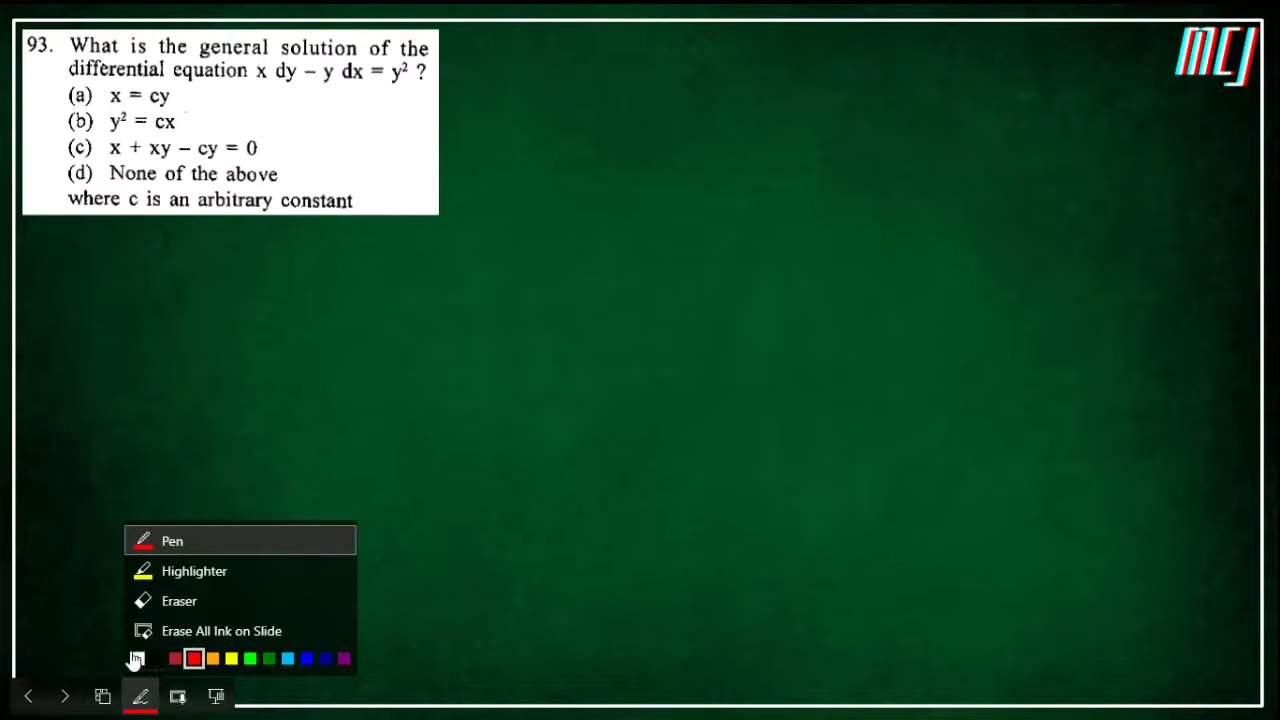 93. What is the general solution of the
differential equation x dy – y dx = y² ?
(a) x = cy
(b) y² = cx
(c) x + xy – cy = 0
(d) None of the above
where c is an arbitrary constant
MCJ
Pen
Highlighter
Eraser
Erase All Ink on Slide